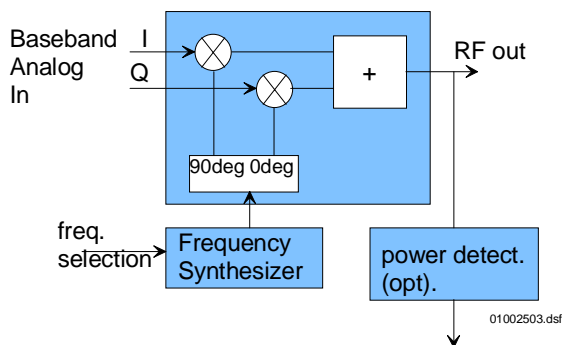 Baseband
Analog
In
I
Q
+
RF out
90deg 0deg
freq.
selection
Frequency
Synthesizer
power detect.
(opt).
01002503.dsf